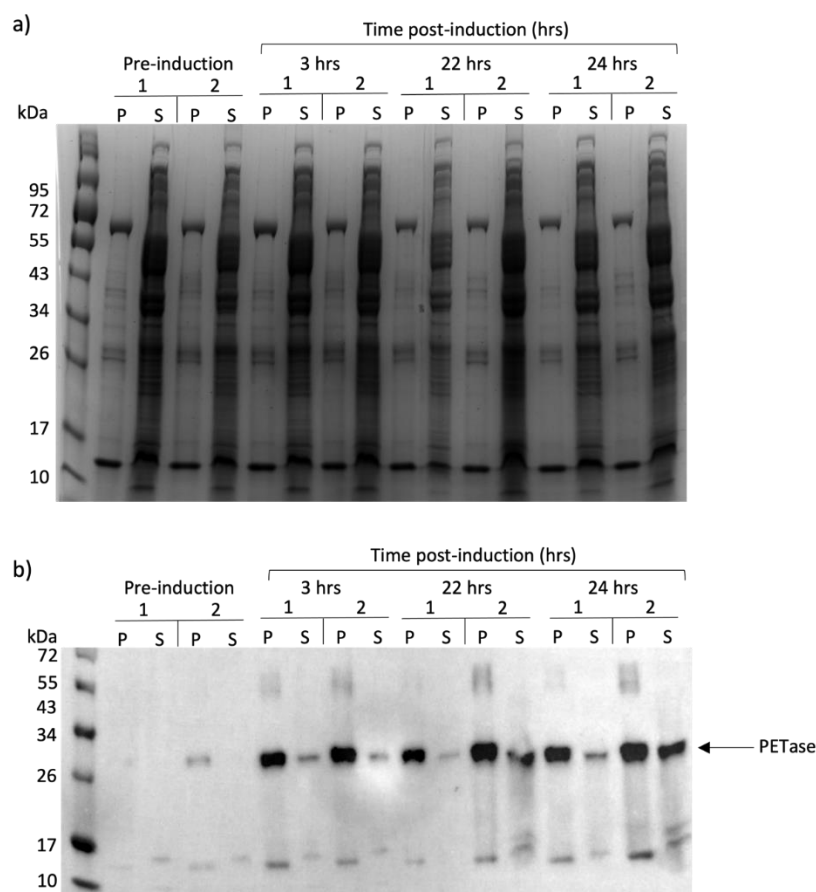 a)
Time post-induction (hrs)
Pre-induction 3 hrs 22 hrs 24 hrs
1 2 1 2 1 2 1 2
kDa P S P S P S P S P S P S P S P S
95
72
55
43
34
26
17
10
b)
Time post-induction (hrs)
Pre-induction 3 hrs 22 hrs 24 hrs
1 2 1 2 1 2 1 2
kDa P S P S P S P S P S P S P S P S
72
55
43
34
PETase
26
17
10